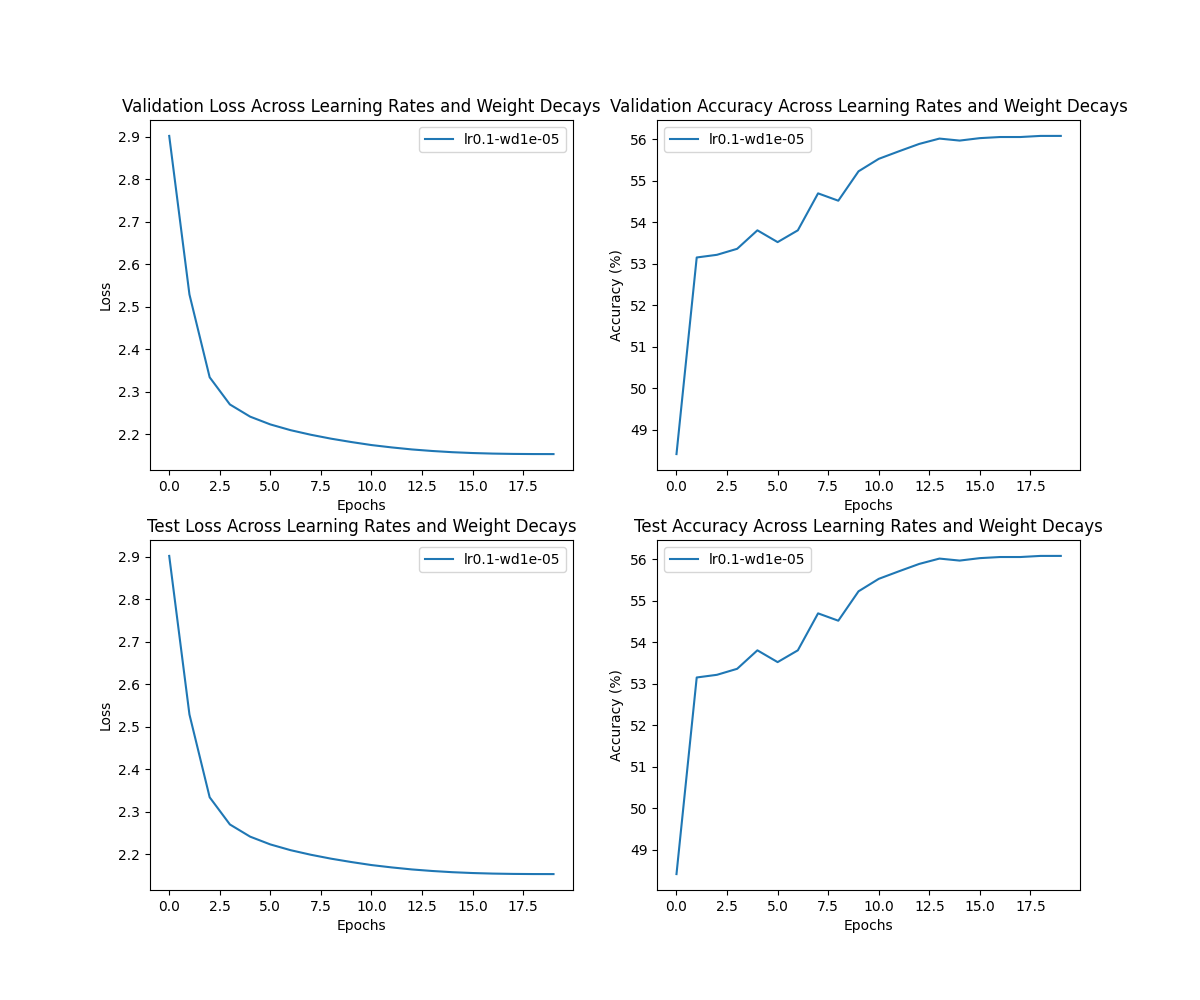 Validation Loss Across Learning Rates and Weight Decays
Validation Accuracy Across Learning Rates and Weight Decays
lr0.1-wd1e-05
2.9
2.8
2.7
2.6
2.5
2.4
2.3
2.2
Loss
0.0 2.5 5.0 7.5 10.0 12.5 15.0 17.5
Epochs
lr0.1-wd1e-05
56
55
54
53
52
51
50
49
Accuracy (%)
0.0 2.5 5.0 7.5 10.0 12.5 15.0 17.5
Epochs
Test Loss Across Learning Rates and Weight Decays
Test Accuracy Across Learning Rates and Weight Decays
lr0.1-wd1e-05
2.9
2.8
2.7
2.6
2.5
2.4
2.3
2.2
Loss
0.0 2.5 5.0 7.5 10.0 12.5 15.0 17.5
Epochs
lr0.1-wd1e-05
56
55
54
53
52
51
50
49
Accuracy (%)
0.0 2.5 5.0 7.5 10.0 12.5 15.0 17.5
Epochs